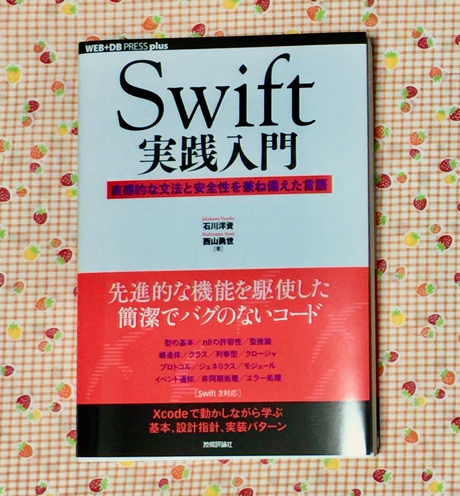 WEB+DB PRESS plus
Swift
実践入門
直感的な文法と安全性を兼ね備えた言語
Ishikawa Yosuke
石川洋資
Nishiyama Yusei
西山勇世
[著]
先進的な機能を駆使した
簡潔でバグのないコード
型の基本／nilの許容性／型推論
構造体／クラス／列挙型／クロージャ
プロトコル／ジェネリクス／モジュール
イベント通知／非同期処理／エラー処理
[Swift 3対応]
Xcodeで動かしながら学ぶ
基本、設計指針、実装パターン
技術評論社